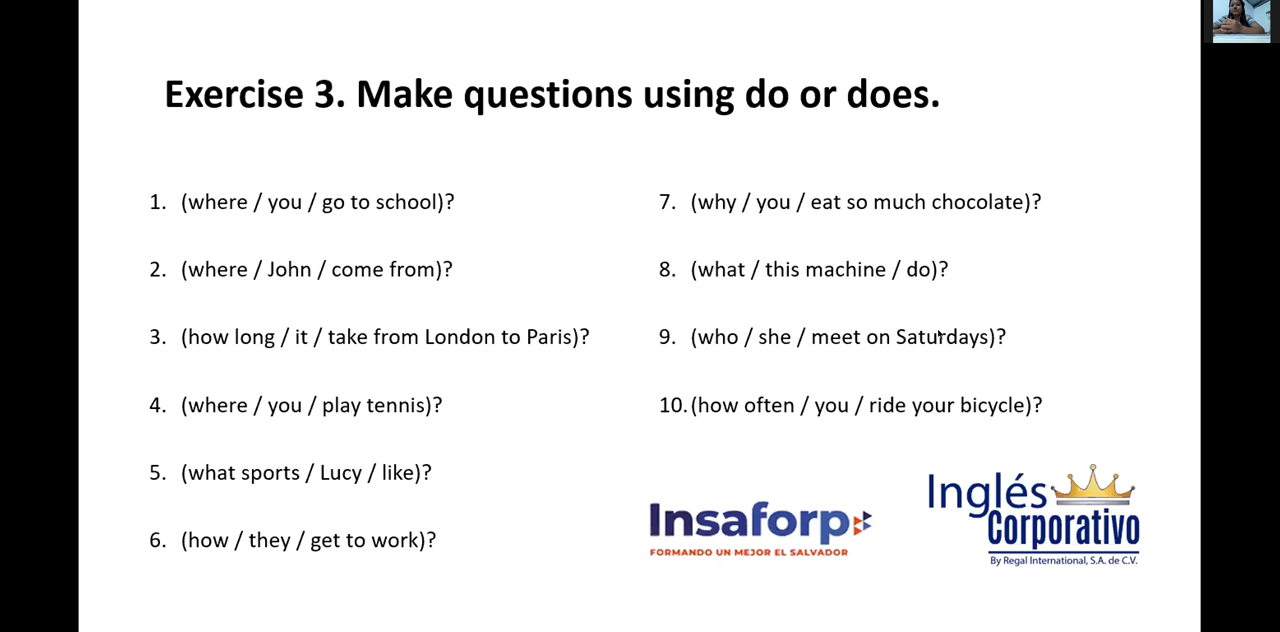 Exercise 3. Make questions using do or does.
1. (where / you / go to school)?
2. (where / John / come from)?
3. (how long / it / take from London to Paris)?
4. (where / you / play tennis)?
5. (what sports / Lucy / like)?
6. (how / they / get to work)?
7. (why / you / eat so much chocolate)?
8. (what / this machine / do)?
9. (who / she / meet on Saturdays)?
10. (how often / you / ride your bicycle)?
Insaforp
FORMANDO UN MEJOR EL SALVADOR
Inglés
Corporativo
By Regal International, S.A. de C.V.